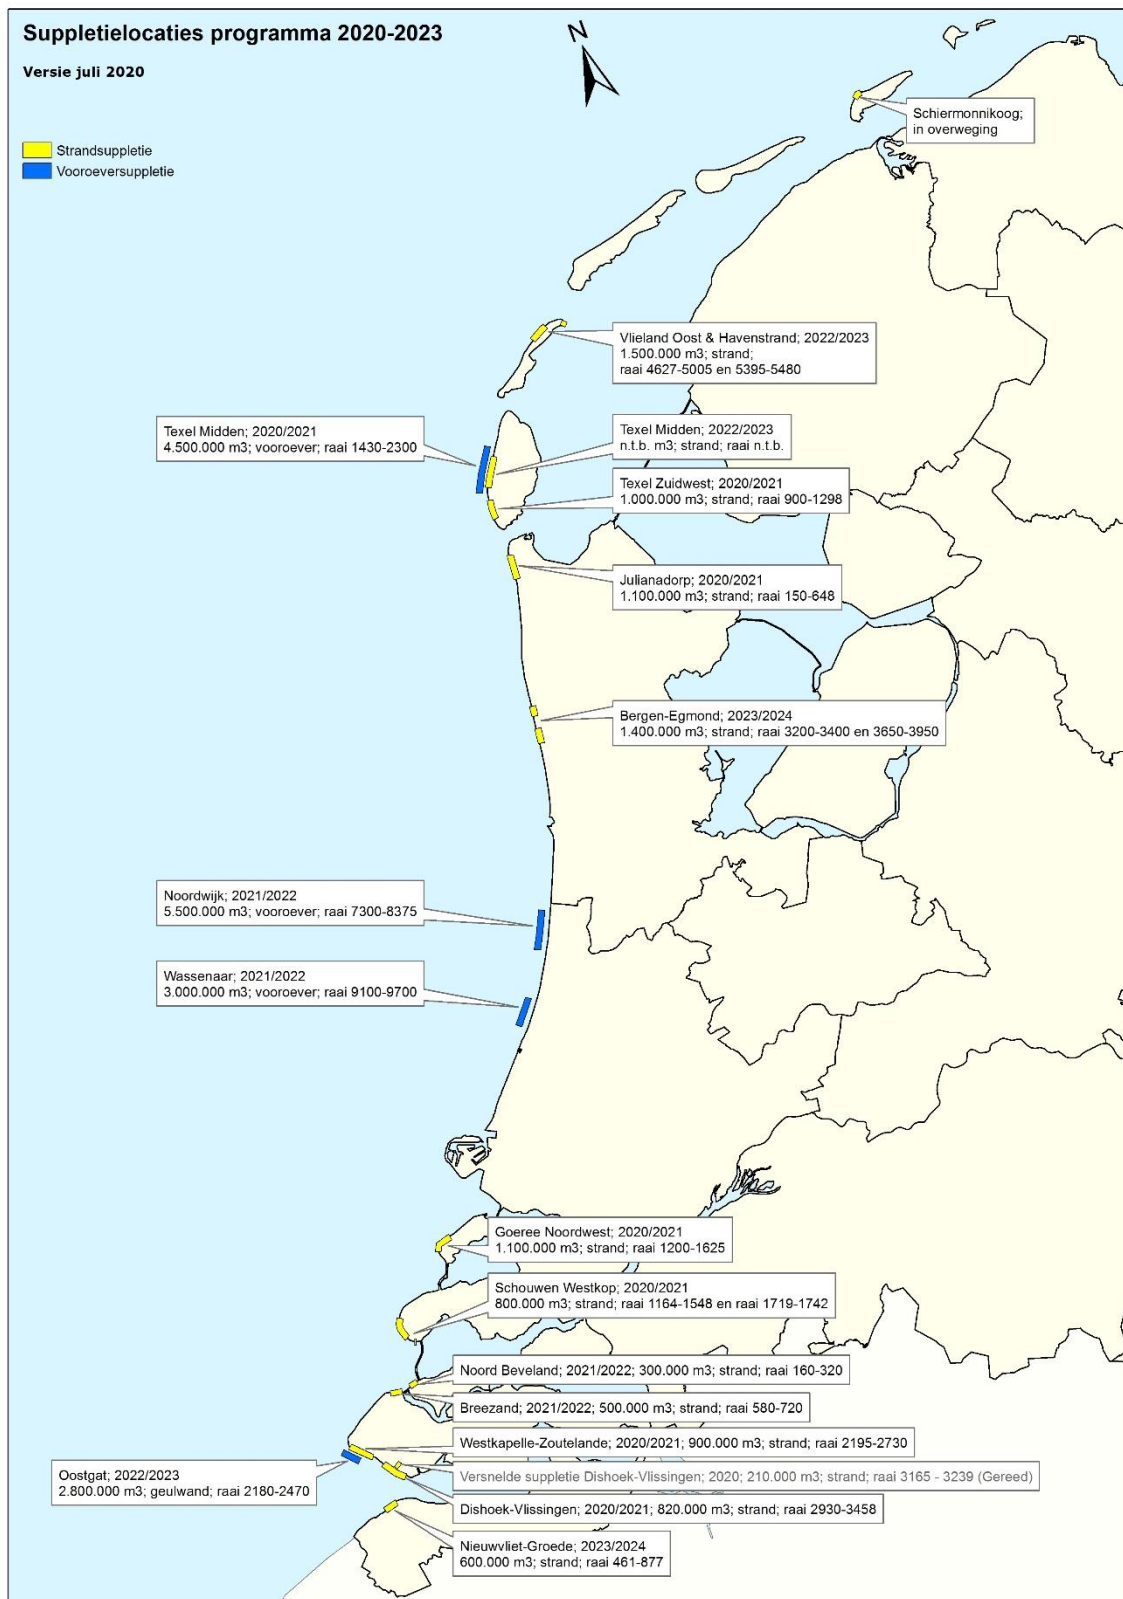 Suppletielocaties programma 2020-2023
Versie juli 2020
N
Strandsuppletie
Vooroeversuppletie
Schiermonnikoog;
in overweging
Vlieland Oost & Havenstrand; 2022/2023
1.500.000 m3; strand;
raai 4627-5005 en 5395-5480
Texel Midden; 2020/2021
4.500.000 m3; vooroever; raai 1430-2300
Texel Midden; 2022/2023
n.t.b. m3; strand; raai n.t.b.
Texel Zuidwest; 2020/2021
1.000.000 m3; strand; raai 900-1298
Julianadorp; 2020/2021
1.100.000 m3; strand; raai 150-648
Bergen-Egmond; 2023/2024
1.400.000 m3; strand; raai 3200-3400 en 3650-3950
Noordwijk; 2021/2022
5.500.000 m3; vooroever; raai 7300-8375
Wassenaar; 2021/2022
3.000.000 m3; vooroever; raai 9100-9700
Goeree Noordwest; 2020/2021
1.100.000 m3; strand; raai 1200-1625
Schouwen Westkop; 2020/2021
800.000 m3; strand; raai 1164-1548 en raai 1719-1742
Noord Beveland; 2021/2022; 300.000 m3; strand; raai 160-320
Breezand; 2021/2022; 500.000 m3; strand; raai 580-720
Westkapelle-Zoutelande; 2020/2021; 900.000 m3; strand; raai 2195-2730
Oostgat; 2022/2023
2.800.000 m3; geulwand; raai 2180-2470
Versnelde suppletie Dishoek-Vlissingen; 2020; 210.000 m3; strand; raai 3165 - 3239 (Gereed)
Dishoek-Vlissingen; 2020/2021; 820.000 m3; strand; raai 2930-3458
Nieuwvliet-Groede; 2023/2024
600.000 m3; strand; raai 461-877